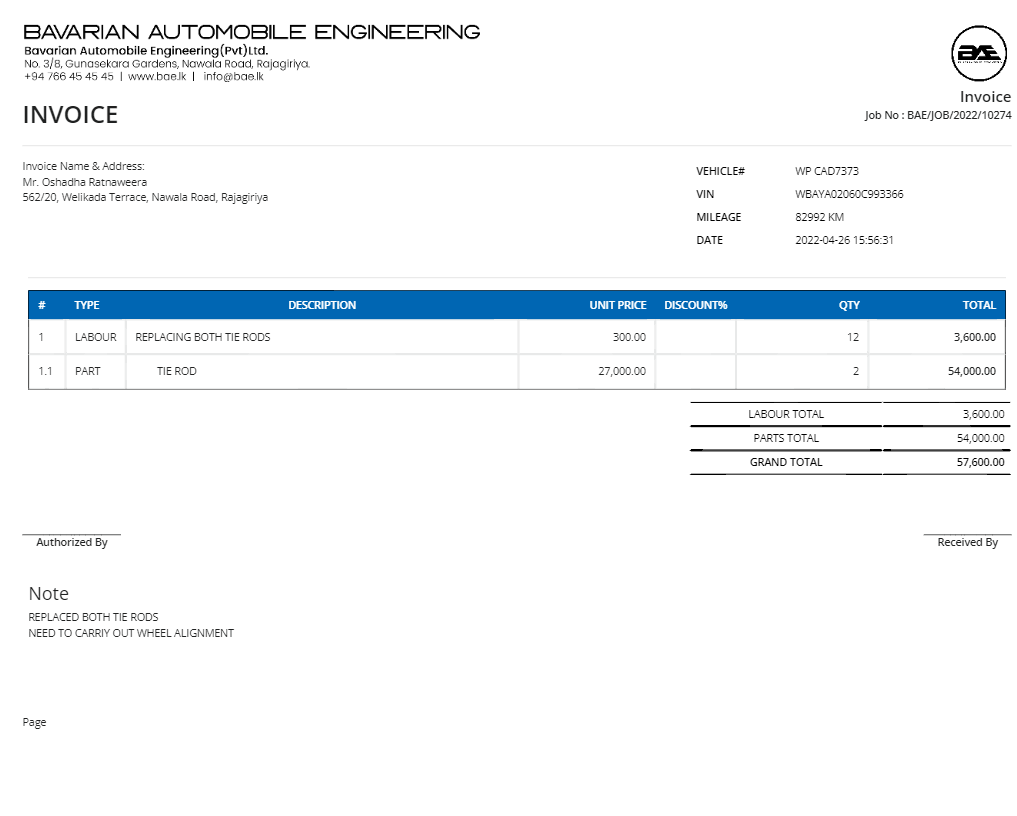 BAVARIAN AUTOMOBILE ENGINEERING
Bavarian Automobile Engineering(Pvt)Ltd.
No. 3/8, Gunasekara Gardens, Nawala Road, Rajagiriya.
+94 766 45 45 45 | www.bae.lk | info@bae.lk
BAE
Invoice
INVOICE
Job No : BAE/JOB/2022/10274
Invoice Name & Address:
Mr. Oshadha Ratnaweera
562/20, Welikada Terrace, Nawala Road, Rajagiriya
VEHICLE# WP CAD7373
VIN WBAYA02060C993366
MILEAGE 82992 KM
DATE 2022-04-26 15:56:31
# TYPE DESCRIPTION UNIT PRICE DISCOUNT% QTY TOTAL
1 LABOUR REPLACING BOTH TIE RODS 300.00 12 3,600.00
1.1 PART TIE ROD 27,000.00 2 54,000.00
LABOUR TOTAL 3,600.00
PARTS TOTAL 54,000.00
GRAND TOTAL 57,600.00
Authorized By Received By
Note
REPLACED BOTH TIE RODS
NEED TO CARRIY OUT WHEEL ALIGNMENT
Page